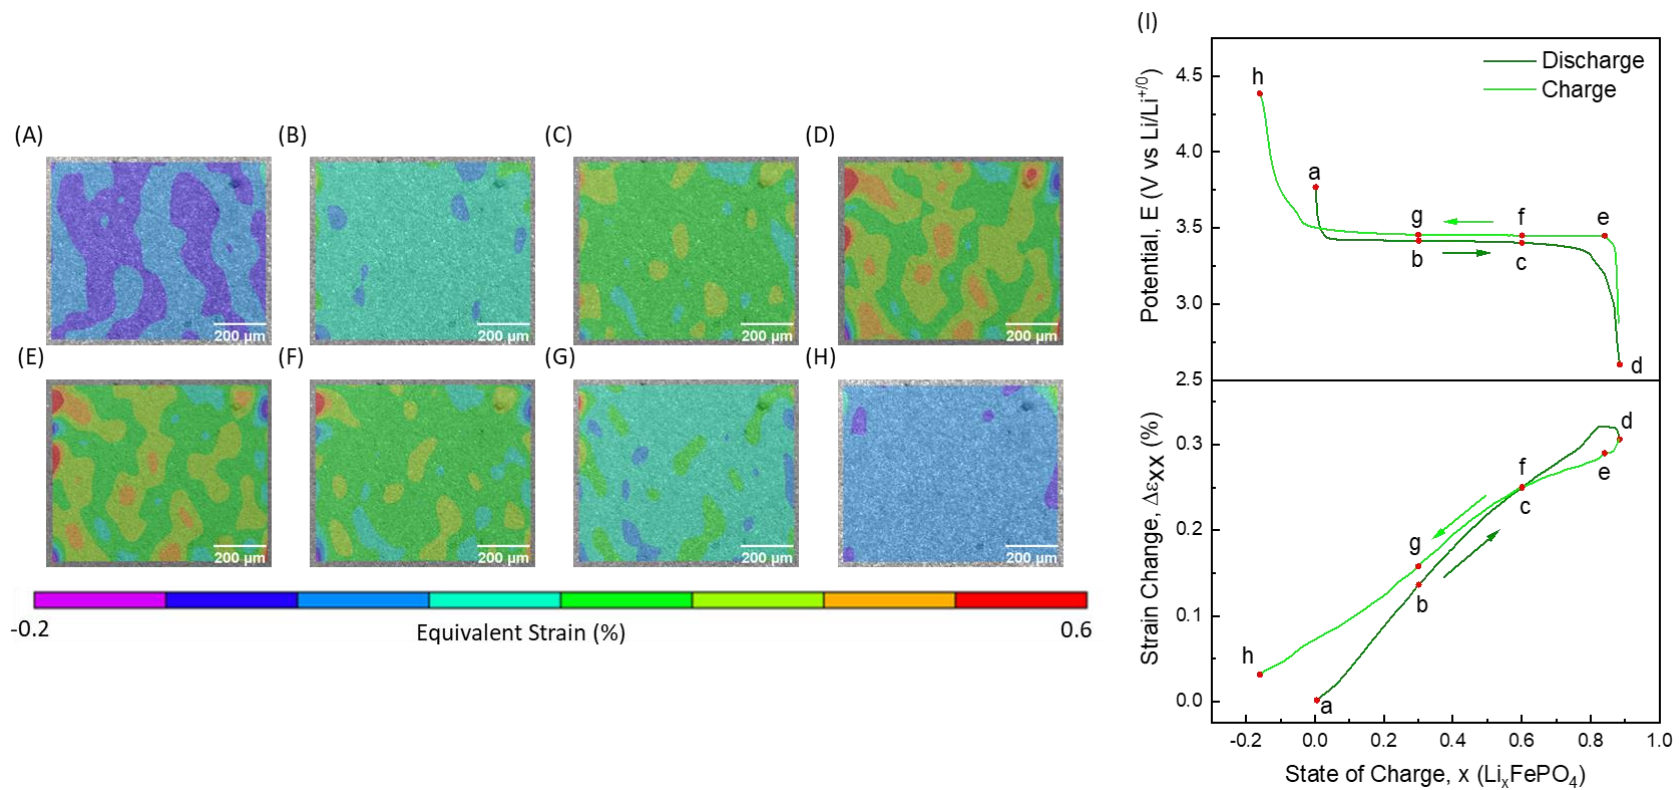 (A)
(B)
(C)
(D)
200 µm
200 µm
200 µm
200 µm
(E)
(F)
(G)
(H)
200 µm
200 µm
200 µm
200 µm
-0.2
Equivalent Strain (%)
0.6
(I)
Discharge
Charge
Potential, E (V vs Li/Li+/0)
4.5
4.0
3.5
3.0
2.5
h
a
g
f
e
b
c
d
Strain Change, Δεxx (%)
0.3
0.2
0.1
0.0
d
f
e
c
g
b
h
a
-0.2
0.0
0.2
0.4
0.6
0.8
1.0
State of Charge, x (LixFePO4)